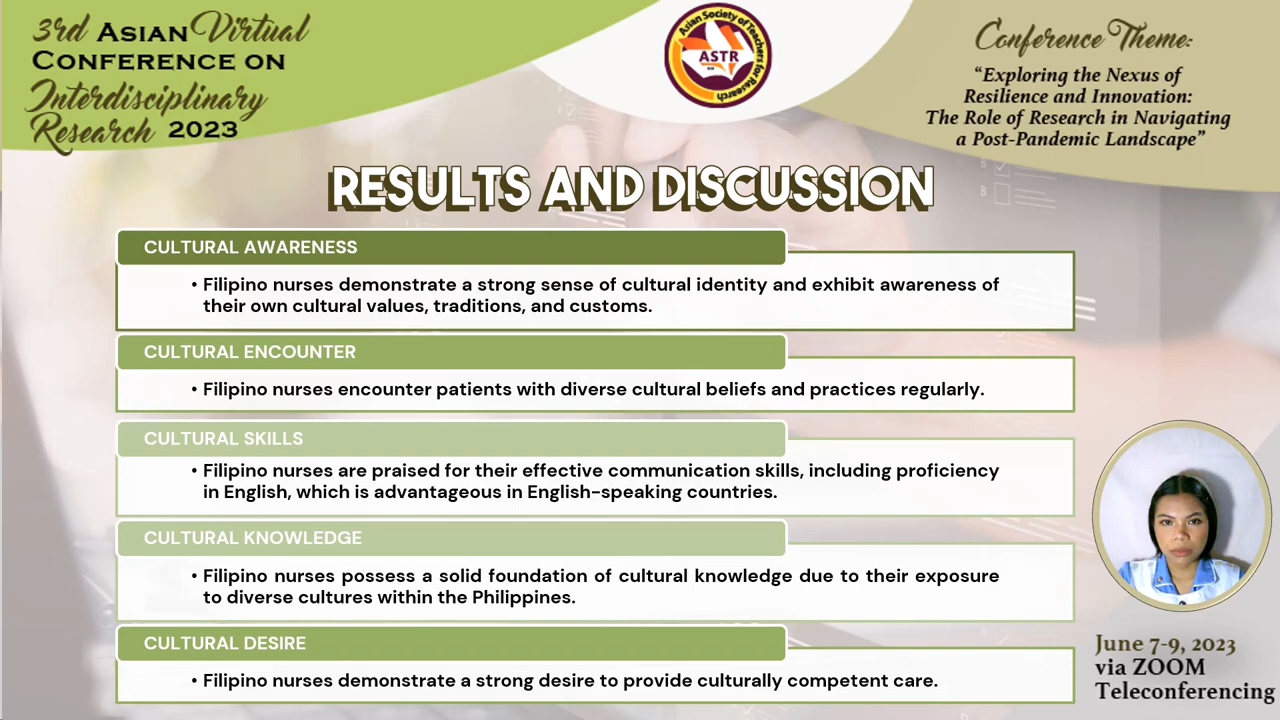 3rd ASIAN Virtual
CONFERENCE ON
Interdisciplinary
Research 2023
Asian Society of Teachers for Research
ASTR
Conference Theme:
“Exploring the Nexus of
Resilience and Innovation:
The Role of Research in Navigating
a Post-Pandemic Landscape”
RESULTS AND DISCUSSION
CULTURAL AWARENESS
• Filipino nurses demonstrate a strong sense of cultural identity and exhibit awareness of
their own cultural values, traditions, and customs.
CULTURAL ENCOUNTER
• Filipino nurses encounter patients with diverse cultural beliefs and practices regularly.
CULTURAL SKILLS
• Filipino nurses are praised for their effective communication skills, including proficiency
in English, which is advantageous in English-speaking countries.
CULTURAL KNOWLEDGE
• Filipino nurses possess a solid foundation of cultural knowledge due to their exposure
to diverse cultures within the Philippines.
CULTURAL DESIRE
• Filipino nurses demonstrate a strong desire to provide culturally competent care.
June 7-9, 2023
via ZOOM
Teleconferencing